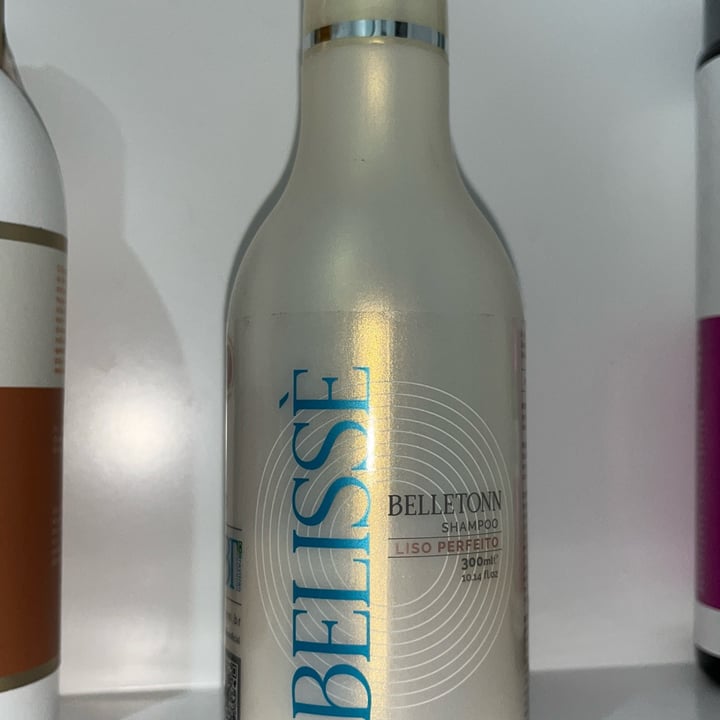 BELISSÈ
BELLETONN
SHAMPOO
LISO PERFEITO
300ml
10.14 fl.oz